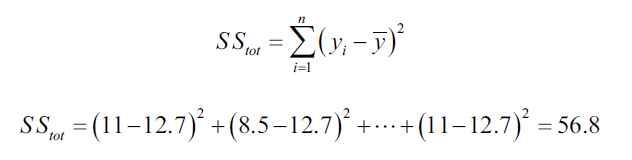 SS_tot = ∑_{i=1}^{n} (y_i − ȳ)²
SS_tot = (11−12.7)² + (8.5−12.7)² + ⋯ + (11−12.7)² = 56.8